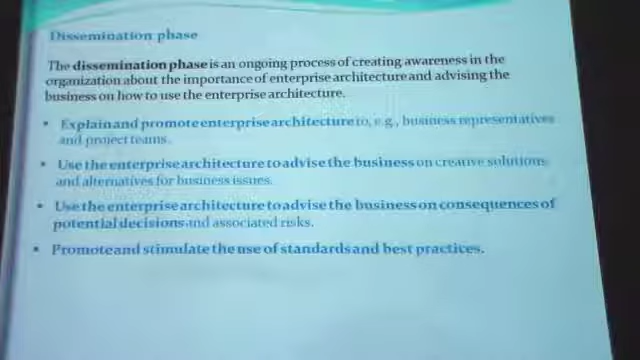 Dissemination phase
The dissemination phase is an ongoing process of creating awareness in the
organization about the importance of enterprise architecture and advising the
business on how to use the enterprise architecture.
• Explain and promote enterprise architecture to, e.g., business representatives
and project teams.
• Use the enterprise architecture to advise the business on creative solutions
and alternatives for business issues.
• Use the enterprise architecture to advise the business on consequences of
potential decisions and associated risks.
• Promote and stimulate the use of standards and best practices.